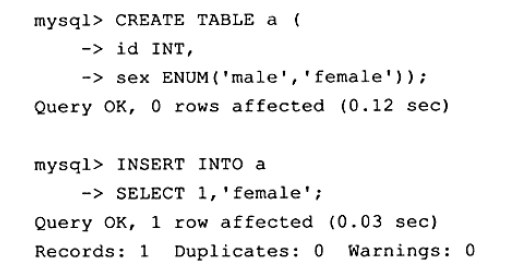 mysql> CREATE TABLE a (
    -> id INT,
    -> sex ENUM('male','female'));
Query OK, 0 rows affected (0.12 sec)

mysql> INSERT INTO a
    -> SELECT 1,'female';
Query OK, 1 row affected (0.03 sec)
Records: 1  Duplicates: 0  Warnings: 0